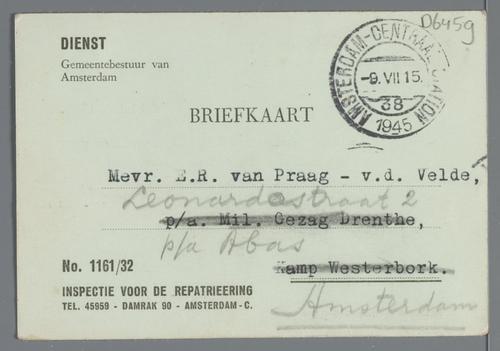 D6459
DIENST
Gemeentebestuur van
Amsterdam
AMSTERDAM-CENTRAAL STATION
-9.VII 15.
38
1945
BRIEFKAART
Mevr. E.R. van Praag - v.d. Velde,
Leonardostraat 2
p/a. Mil. Gezag Drenthe,
p/a Abas
Kamp Westerbork.
Amsterdam
No. 1161/32
INSPECTIE VOOR DE REPATRIEERING
TEL. 45959 - DAMRAK 90 - AMSTERDAM-C.